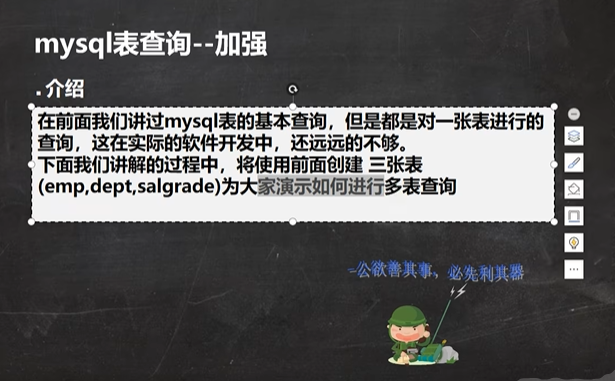 mysql表查询--加强
.介绍
在前面我们讲过mysql表的基本查询，但是都是对一张表进行的
查询，这在实际的软件开发中，还远远的不够。
下面我们讲解的过程中，将使用前面创建 三张表
(emp,dept,salgrade)为大家演示如何进行多表查询
-公欲善其事、必先利其器